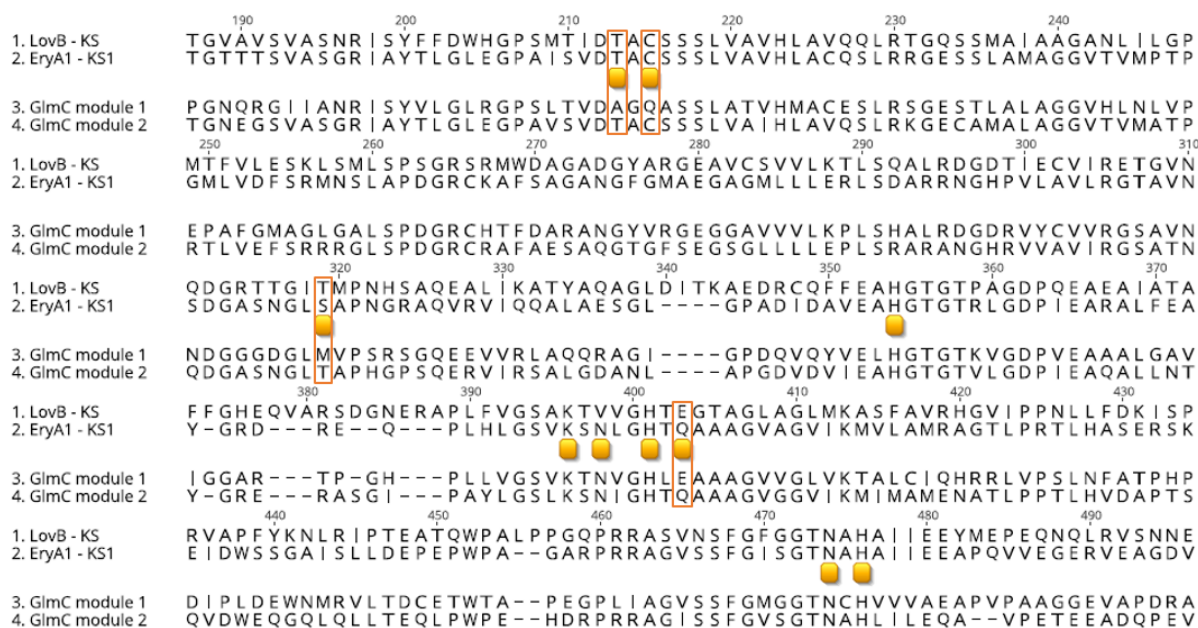 190 200 210 220 230 240
1. LovB - KS TGVAVSVASNRISYFFDWHGPSMTIDTACSSSLVAVHLAVQQLRTGQSSMAIAAGANLILGP
2. EryA1 - KS1 TGTTTSVASGRIAYTLGLEGPAISVDTACSSSLVAVHLACQSLRRGESSLAMAGGVTVMPTP
3. GlmC module 1 PGNQRGIIANRISYVLGLRGPSLTVDAGQASSLATVHMACESLRSGESTLALAGGVHLNLVP
4. GlmC module 2 TGNEGSVASGRIAYTLGLEGPAVSVDTACSSSLVAIHLAVQSLRKGECAMALAGGVTVMATP
250 260 270 280 290 300 310
1. LovB - KS MTFVLESKLSMLSPSGRSRMWDAGADGYARGEAVCSVVLKTLSQALRDGDTIECVIRETGVN
2. EryA1 - KS1 GMLVDFSRMNSLAPDGRCKAFSAGANGFGMAEGAGMLLLERLSDARRNGHPVLAVLRGTAVN
3. GlmC module 1 EPAFGMAGLGALSPDGRCHTFDARANGYVRGEGGAVVLKPLSHALRDGDRVYCVVRGSAVN
4. GlmC module 2 RTLVEFSRRRGLSPDGRCRAFAESAQGTGFSEGSGLLLLEPLSRARANGHRVVAVIRGSATN
320 330 340 350 360 370
1. LovB - KS QDGRTTGITMPNHSAQEALIKATYAQAGLDITKAEDRCQFFEAHGTGTPAGDPQEAEAIATA
2. EryA1 - KS1 SDGASNGLSAPNGRAQVRVIQQALAESGL----GPADIDAVEAHGTGTRLGDPIEARALFEA
3. GlmC module 1 NDGGGDGLMVPSRSGQEEVVRLAQQRAGI----GPDQVQYVELHGTGTKVGDPVEAAALGAV
4. GlmC module 2 QDGASNGLTAPHGPSQERVIRSALGDANL----APGDVDVIEAHGTGTVLGDPIEAQALLNT
380 390 400 410 420 430
1. LovB - KS FFGHEQVARSDGNERAPLFVGSAKTVVGHTEGTAGLAGLMKASFAVRHGVIPPNLLFDKISP
2. EryA1 - KS1 Y-GRD---RE--Q---PLHLGSVKSNLGHTQAAAGVAGVIKMVLAMRAGTLPRTLHASERSK
3. GlmC module 1 IGGAR---TP-GH---PLLVGSVKTNVGHLEAAAGVVGLVKTALCIQHRRLVPSLNFATPHP
4. GlmC module 2 Y-GRE---RASGI---PAYLGSLKSNIGHTQAAAGVGGVIKMIMAMENATLPPTLHVDAPTS
440 450 460 470 480 490
1. LovB - KS RVAPFYKNLRIPTEATQWPALPPGQPRRASVNSFGFGGTNAHAIIEEYMEPEQNQLRVSNNE
2. EryA1 - KS1 EIDWSSGAISLLDEPEPWPA--GARPRRAGVSSFGISGTNAHAIIEEAPQVVEGERVEAGDV
3. GlmC module 1 DIPLDEWNMRVLTDCETWTA--PEGPLIAGVSSFGMGGTNCHVVVAEAPVPAAGGEVAPDRA
4. GlmC module 2 QVDWEQGQLQLLTEQLPWPE--HDRPRRAGISSFGVSGTNAHLILEQA--VPETEEADQPEV